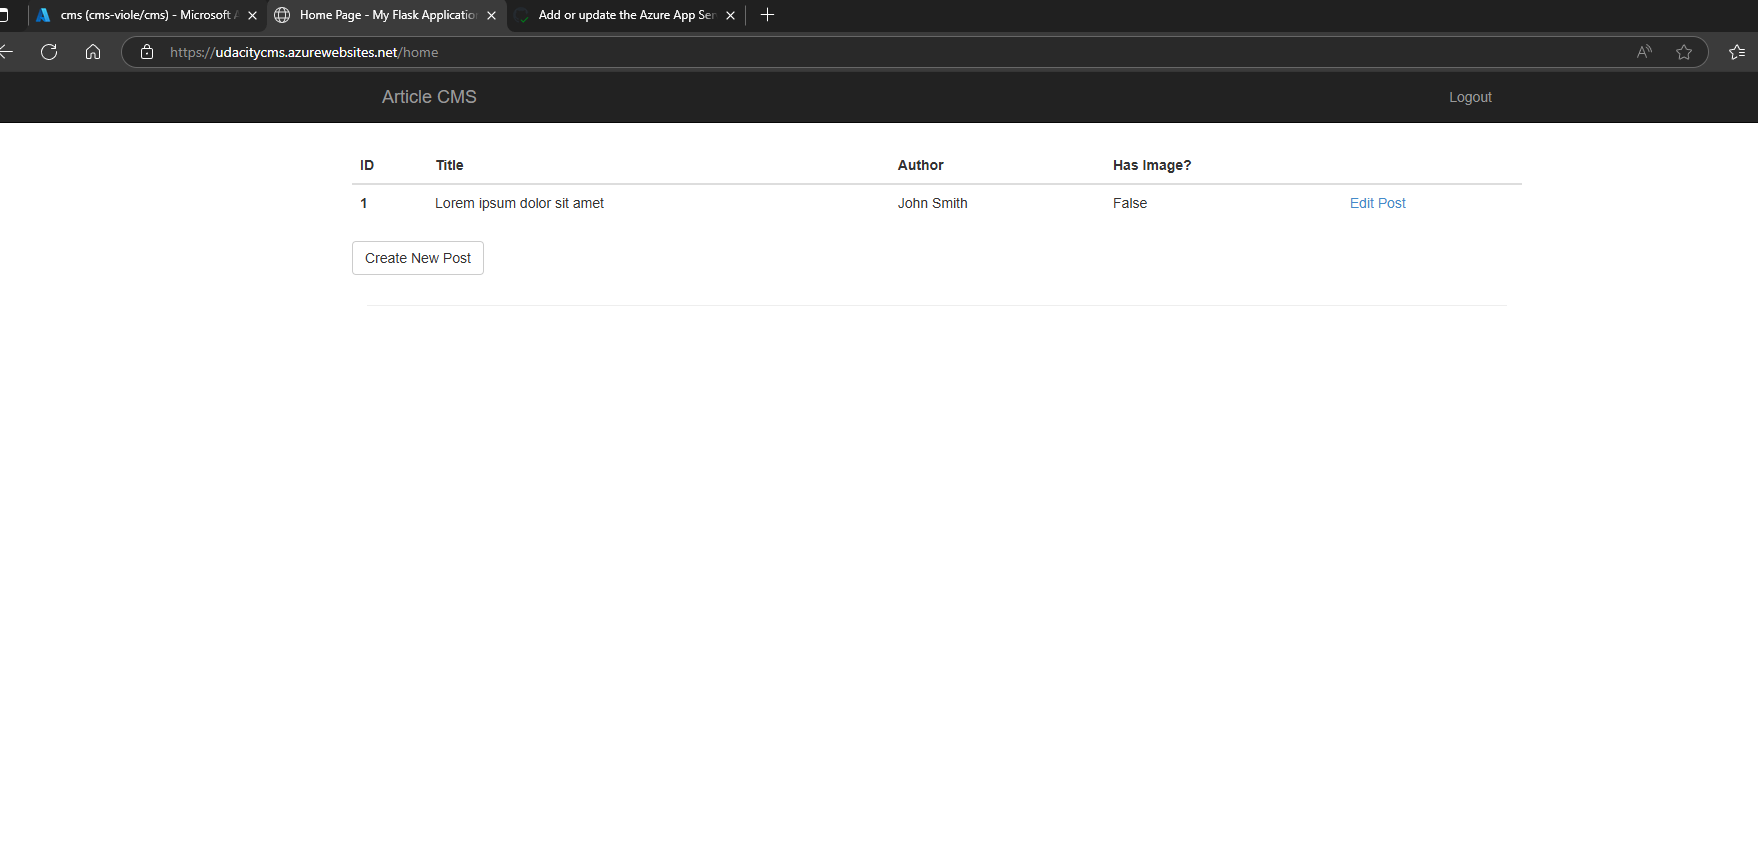 cms (cms-viole/cms) - Microsoft A
Home Page - My Flask Application
Add or update the Azure App Ser
https://udacitycms.azurewebsites.net/home
Article CMS
Logout
ID Title Author Has Image?
1 Lorem ipsum dolor sit amet John Smith False Edit Post
Create New Post